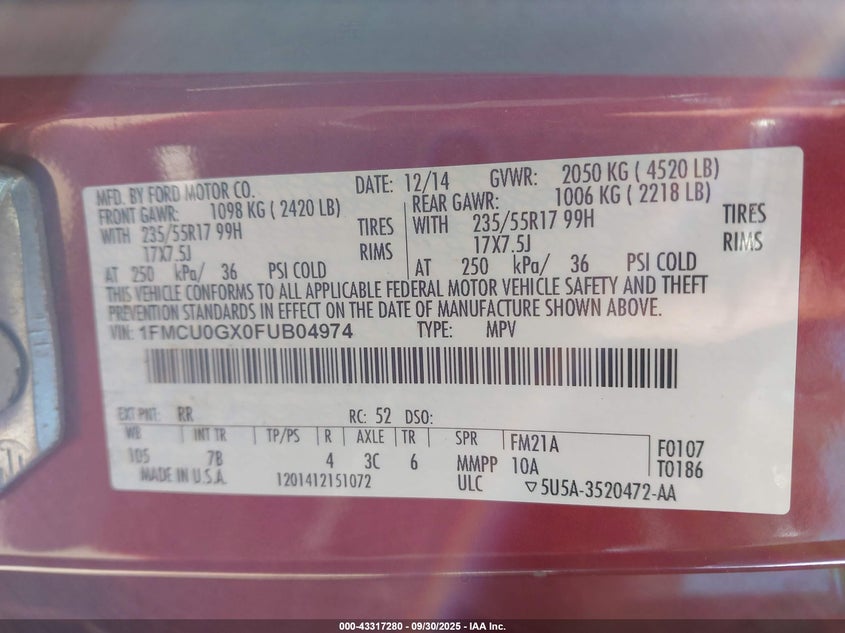 MFD. BY FORD MOTOR CO. DATE: 12/14 GVWR: 2050 KG ( 4520 LB)
FRONT GAWR: 1098 KG ( 2420 LB) REAR GAWR: 1006 KG ( 2218 LB)
WITH 235/55R17 99H TIRES WITH 235/55R17 99H TIRES
17X7.5J RIMS 17X7.5J RIMS
AT 250 kPa/ 36 PSI COLD AT 250 kPa/ 36 PSI COLD
THIS VEHICLE CONFORMS TO ALL APPLICABLE FEDERAL MOTOR VEHICLE SAFETY AND THEFT
PREVENTION STANDARDS IN EFFECT ON THE DATE OF MANUFACTURE SHOWN ABOVE.
VIN: 1FMCU0GX0FUB04974 TYPE: MPV
EXT PNT: RR RC: 52 DSO:
WB INT TR TP/PS R AXLE TR SPR FM21A F0107
105 7B 4 3C 6 MMPP 10A T0186
MADE IN U.S.A. 1201412151072 ULC ▽5U5A-3520472-AA
000-43317280 - 09/30/2025 - IAA Inc.